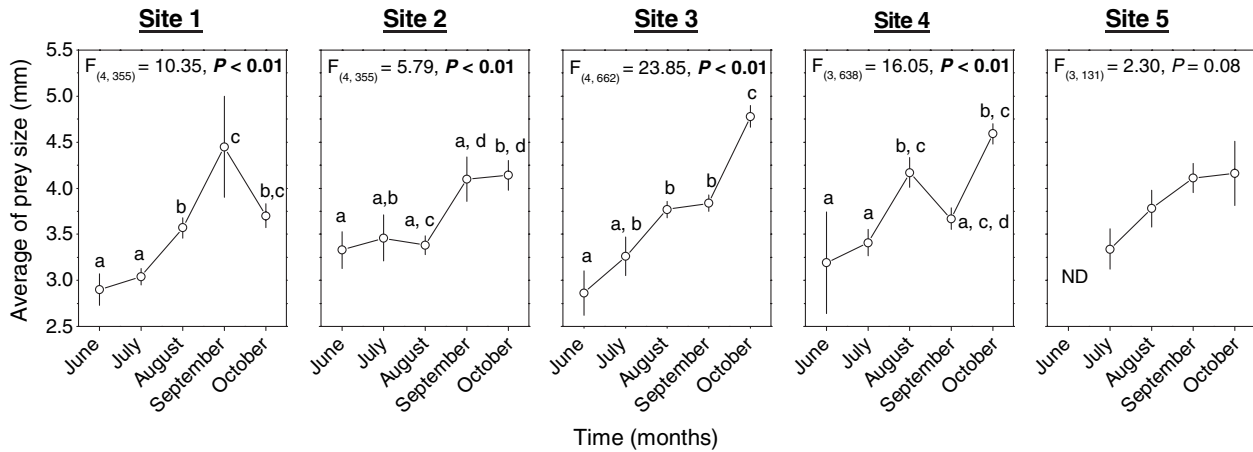 Site 1 Site 2 Site 3 Site 4 Site 5
F(4, 355) = 10.35, P < 0.01 F(4, 355) = 5.79, P < 0.01 F(4, 662) = 23.85, P < 0.01 F(3, 638) = 16.05, P < 0.01 F(3, 131) = 2.30, P = 0.08
Average of prey size (mm)
5.5
5.0
4.5
4.0
3.5
3.0
2.5
a a b c b,c
a a,b a, c a, d b, d
a a, b b b c
a a b, c a, c, d b, c
ND
June July August September October
June July August September October
June July August September October
June July August September October
June July August September October
Time (months)